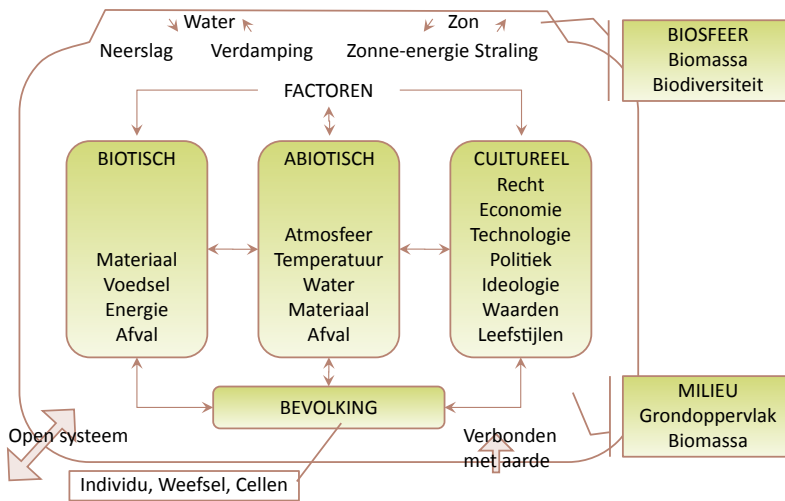 Water
Zon
Neerslag
Verdamping
Zonne-energie Straling
BIOSFEER
Biomassa
Biodiversiteit
FACTOREN
BIOTISCH
Materiaal
Voedsel
Energie
Afval
ABIOTISCH
Atmosfeer
Temperatuur
Water
Materiaal
Afval
CULTUREEL
Recht
Economie
Technologie
Politiek
Ideologie
Waarden
Leefstijlen
BEVOLKING
MILIEU
Grondoppervlak
Biomassa
Open systeem
Verbonden
met aarde
Individu, Weefsel, Cellen